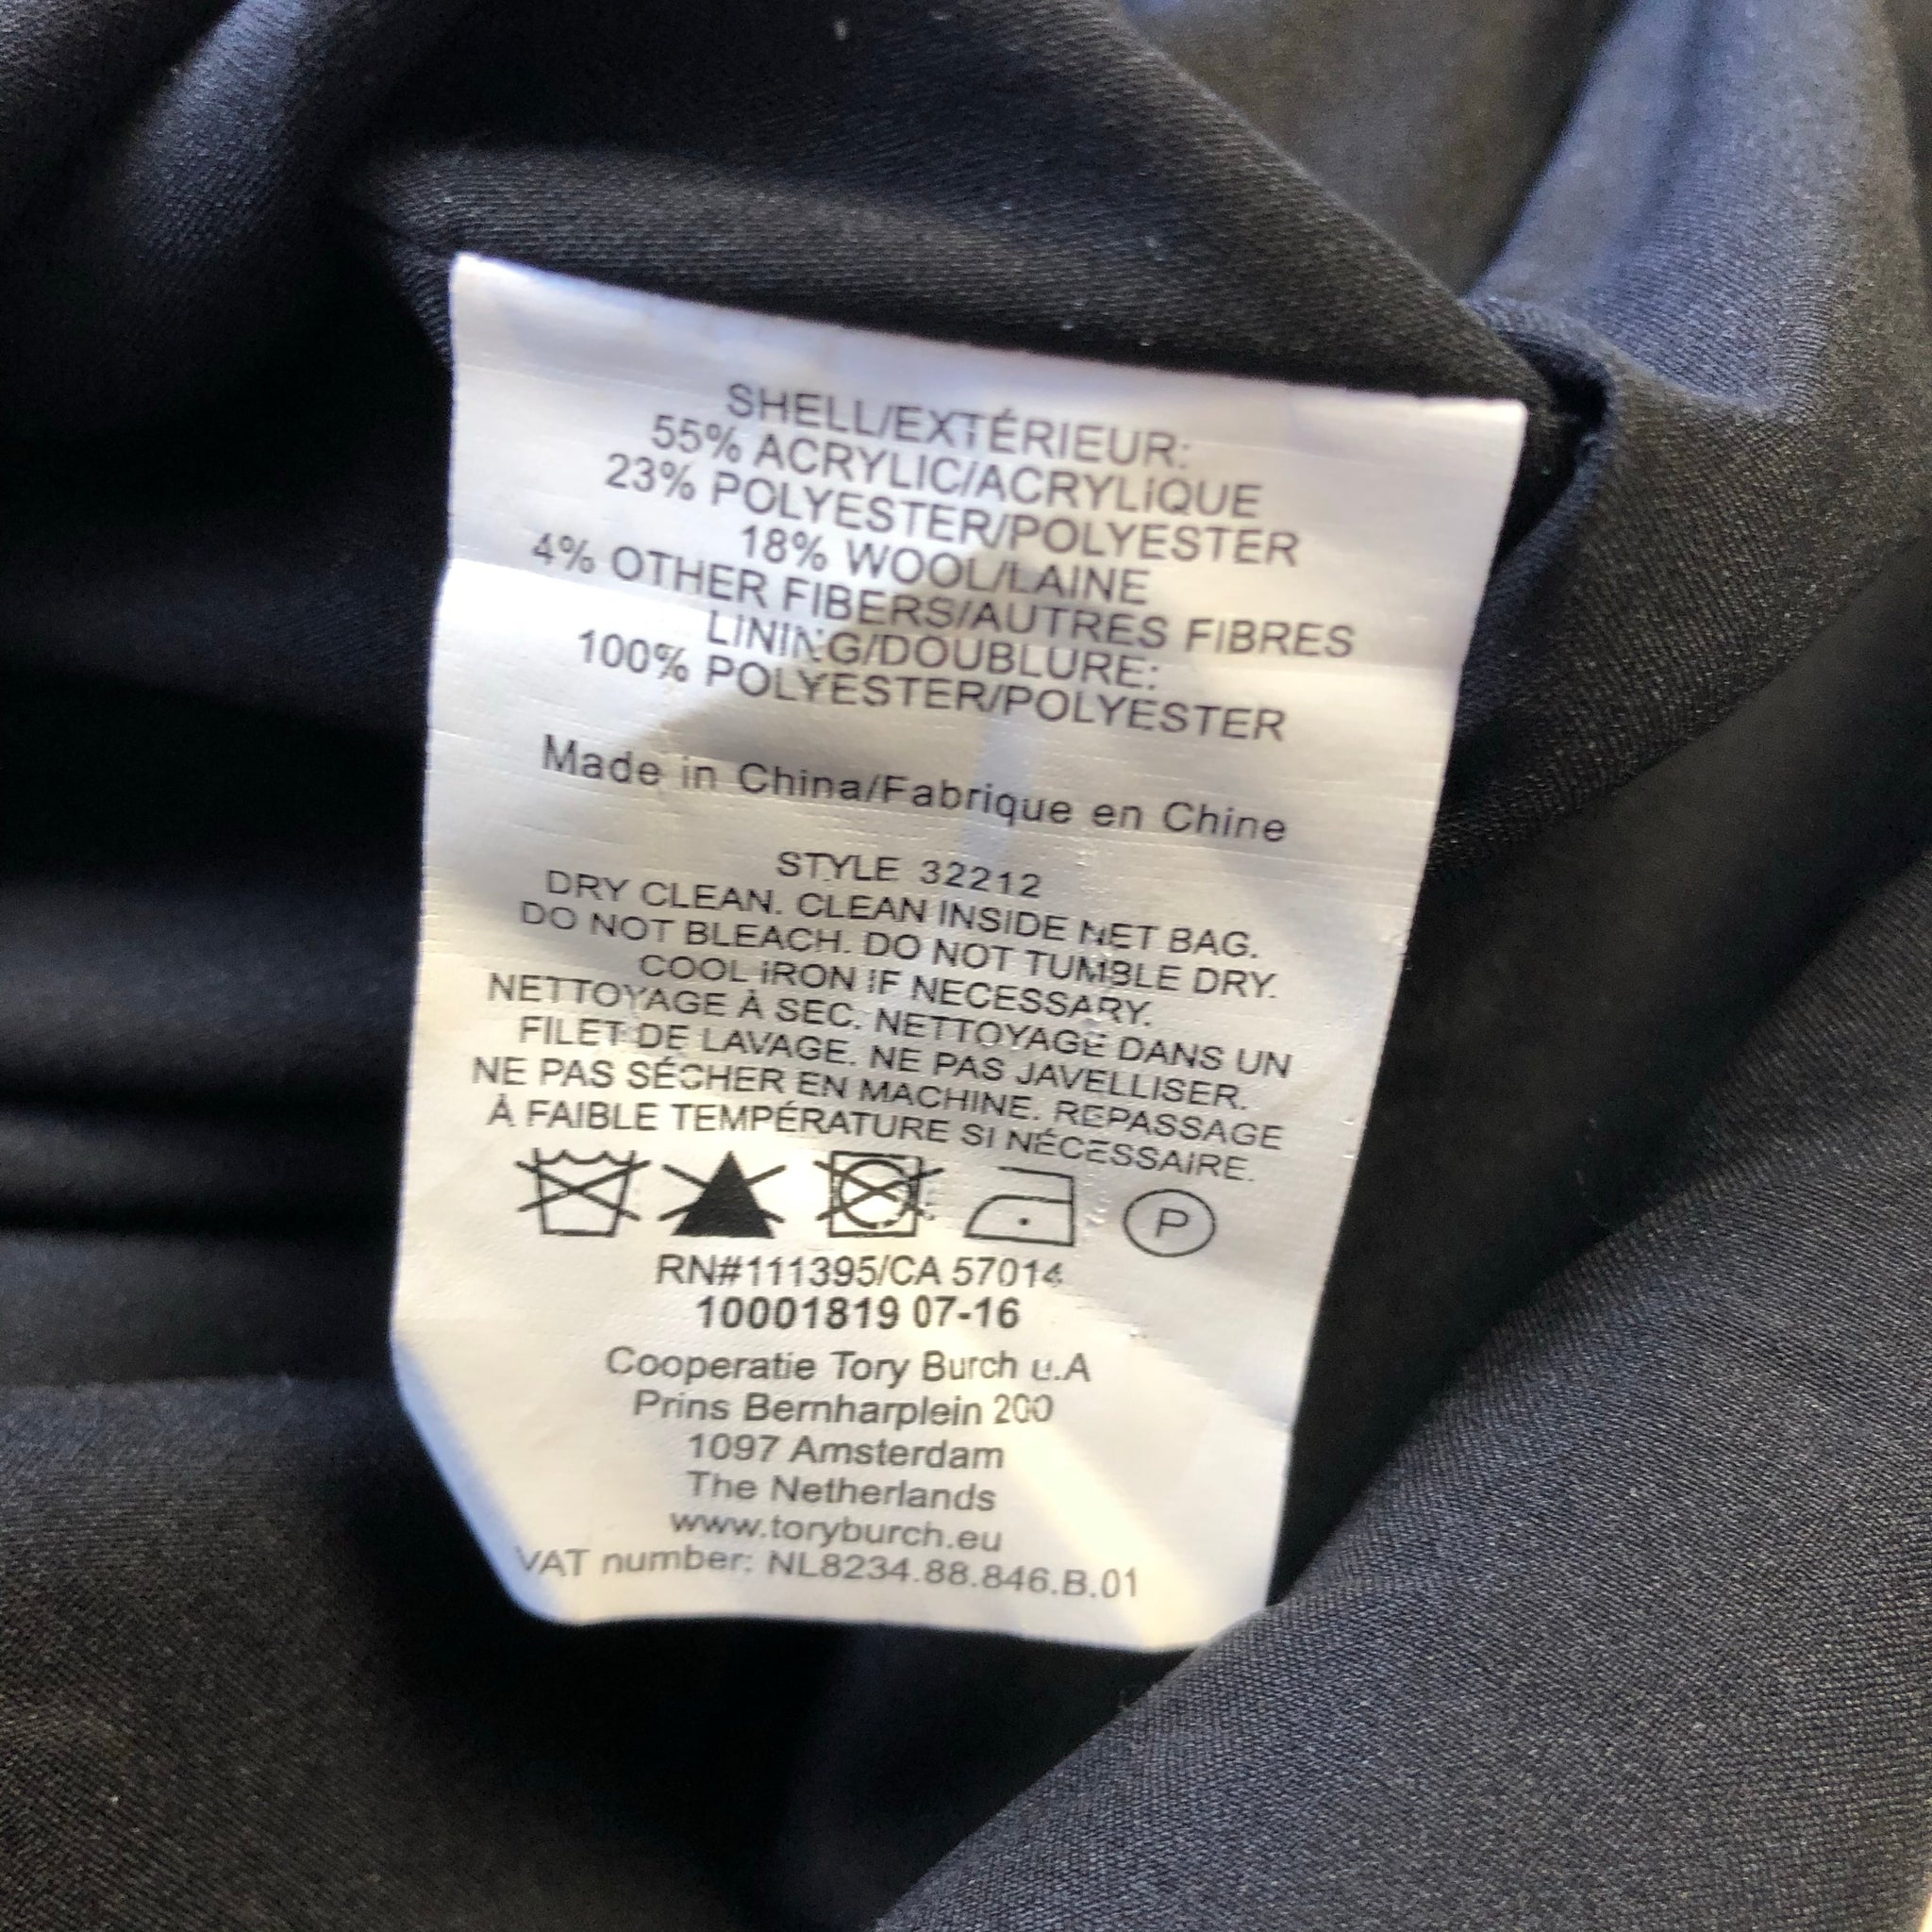 SHELL/EXTÉRIEUR:
55% ACRYLIC/ACRYLIQUE
23% POLYESTER/POLYESTER
18% WOOL/LAINE
4% OTHER FIBERS/AUTRES FIBRES
LINING/DOUBLURE:
100% POLYESTER/POLYESTER
Made in China/Fabrique en Chine
STYLE 32212
DRY CLEAN. CLEAN INSIDE NET BAG.
DO NOT BLEACH. DO NOT TUMBLE DRY.
COOL IRON IF NECESSARY.
NETTOYAGE À SEC. NETTOYAGE DANS UN
FILET DE LAVAGE. NE PAS JAVELLISER.
NE PAS SÉCHER EN MACHINE. REPASSAGE
À FAIBLE TEMPÉRATURE SI NÉCESSAIRE.
P
RN#111395/CA 57014
10001819 07-16
Cooperatie Tory Burch u.A
Prins Bernharplein 200
1097 Amsterdam
The Netherlands
www.toryburch.eu
VAT number: NL8234.88.846.B.01